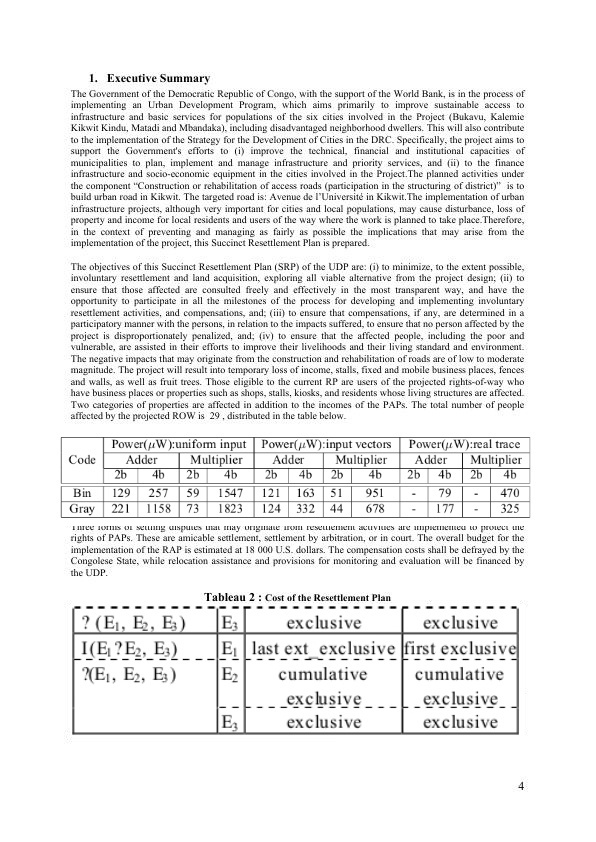 1. Executive Summary
The Government of the Democratic Republic of Congo, with the support of the World Bank, is in the process of
implementing an Urban Development Program, which aims primarily to improve sustainable access to
infrastructure and basic services for populations of the six cities involved in the Project (Bukavu, Kalemie
Kikwit Kindu, Matadi and Mbandaka), including disadvantaged neighborhood dwellers. This will also contribute
to the implementation of the Strategy for the Development of Cities in the DRC. Specifically, the project aims to
support the Government's efforts to (i) improve the technical, financial and institutional capacities of
municipalities to plan, implement and manage infrastructure and priority services, and (ii) to the finance
infrastructure and socio-economic equipment in the cities involved in the Project.The planned activities under
the component “Construction or rehabilitation of access roads (participation in the structuring of district)” is to
build urban road in Kikwit. The targeted road is: Avenue de l’Université in Kikwit.The implementation of urban
infrastructure projects, although very important for cities and local populations, may cause disturbance, loss of
property and income for local residents and users of the way where the work is planned to take place.Therefore,
in the context of preventing and managing as fairly as possible the implications that may arise from the
implementation of the project, this Succinct Resettlement Plan is prepared.
The objectives of this Succinct Resettlement Plan (SRP) of the UDP are: (i) to minimize, to the extent possible,
involuntary resettlement and land acquisition, exploring all viable alternative from the project design; (ii) to
ensure that those affected are consulted freely and effectively in the most transparent way, and have the
opportunity to participate in all the milestones of the process for developing and implementing involuntary
resettlement activities, and compensations, and; (iii) to ensure that compensations, if any, are determined in a
participatory manner with the persons, in relation to the impacts suffered, to ensure that no person affected by the
project is disproportionately penalized, and; (iv) to ensure that the affected people, including the poor and
vulnerable, are assisted in their efforts to improve their livelihoods and their living standard and environment.
The negative impacts that may originate from the construction and rehabilitation of roads are of low to moderate
magnitude. The project will result into temporary loss of income, stalls, fixed and mobile business places, fences
and walls, as well as fruit trees. Those eligible to the current RP are users of the projected rights-of-way who
have business places or properties such as shops, stalls, kiosks, and residents whose living structures are affected.
Two categories of properties are affected in addition to the incomes of the PAPs. The total number of people
affected by the projected ROW is 29 , distributed in the table below.
Code Power(μW):uniform input Power(μW):input vectors Power(μW):real trace
Adder Multiplier Adder Multiplier Adder Multiplier
2b 4b 2b 4b 2b 4b 2b 4b 2b 4b 2b 4b
Bin 129 257 59 1547 121 163 51 951 - 79 - 470
Gray 221 1158 73 1823 124 332 44 678 - 177 - 325
Three forms of settling disputes that may originate from resettlement activities are implemented to protect the
rights of PAPs. These are amicable settlement, settlement by arbitration, or in court. The overall budget for the
implementation of the RAP is estimated at 18 000 U.S. dollars. The compensation costs shall be defrayed by the
Congolese State, while relocation assistance and provisions for monitoring and evaluation will be financed by
the UDP.
Tableau 2 : Cost of the Resettlement Plan
? (E1, E2, E3) E3 exclusive exclusive
I(E1?E2, E3) E1 last ext_exclusive first exclusive
?(E1, E2, E3) E2 cumulative cumulative
exclusive exclusive
E3 exclusive exclusive
4